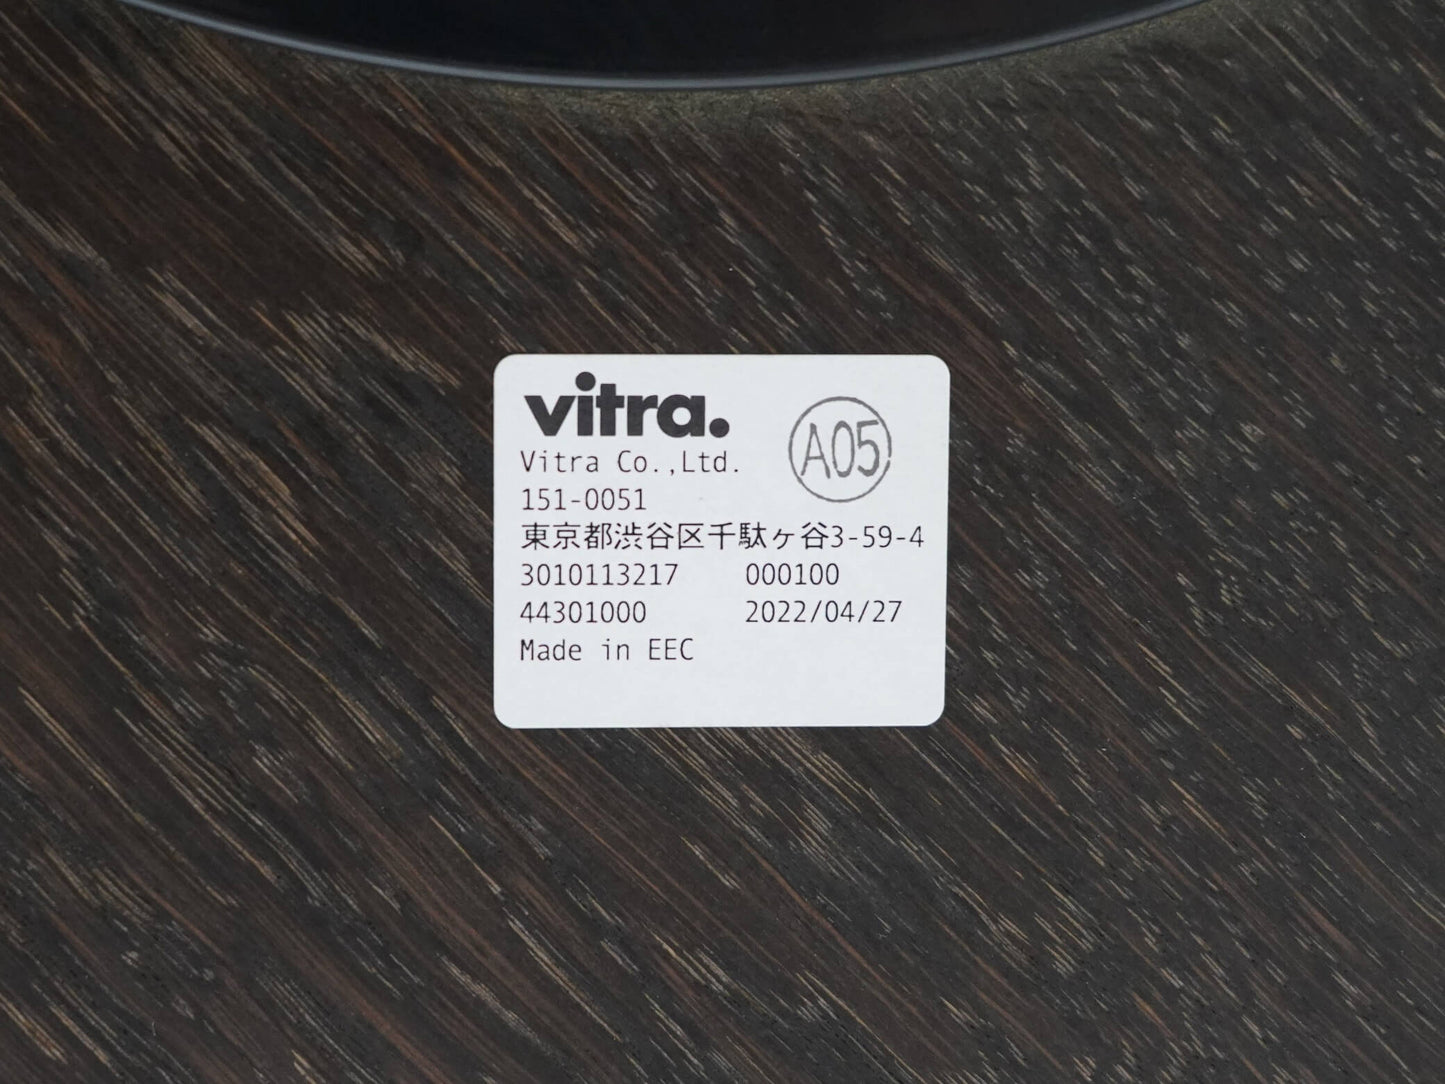 vitra.
A05
Vitra Co.,Ltd.
151-0051
東京都渋谷区千駄ヶ谷3-59-4
3010113217 000100
44301000 2022/04/27
Made in EEC